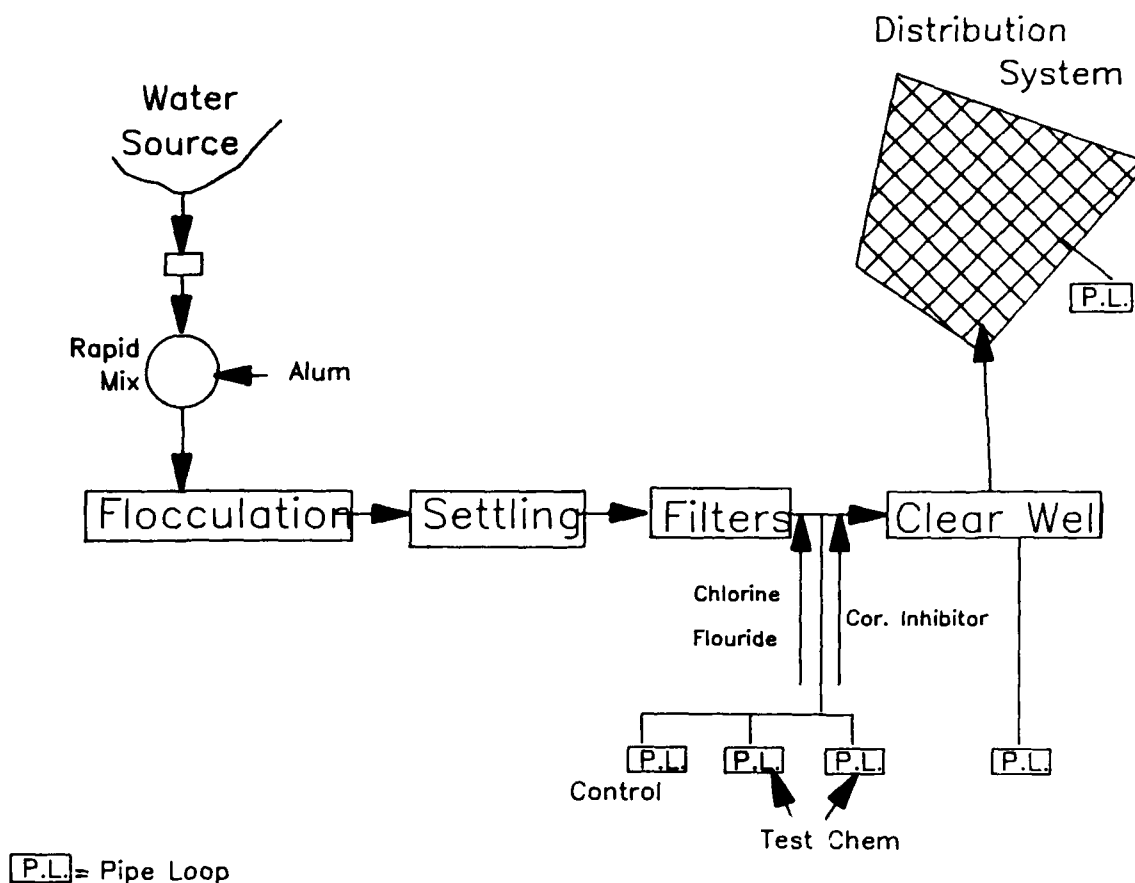 Distribution
System
Water
Source
P.L.
Rapid
Mix
Alum
Flocculation
Settling
Filters
Clear Wel
Chlorine
Flouride
Cor. Inhibitor
P.L.
P.L.
P.L.
P.L.
Control
Test Chem
P.L. = Pipe Loop